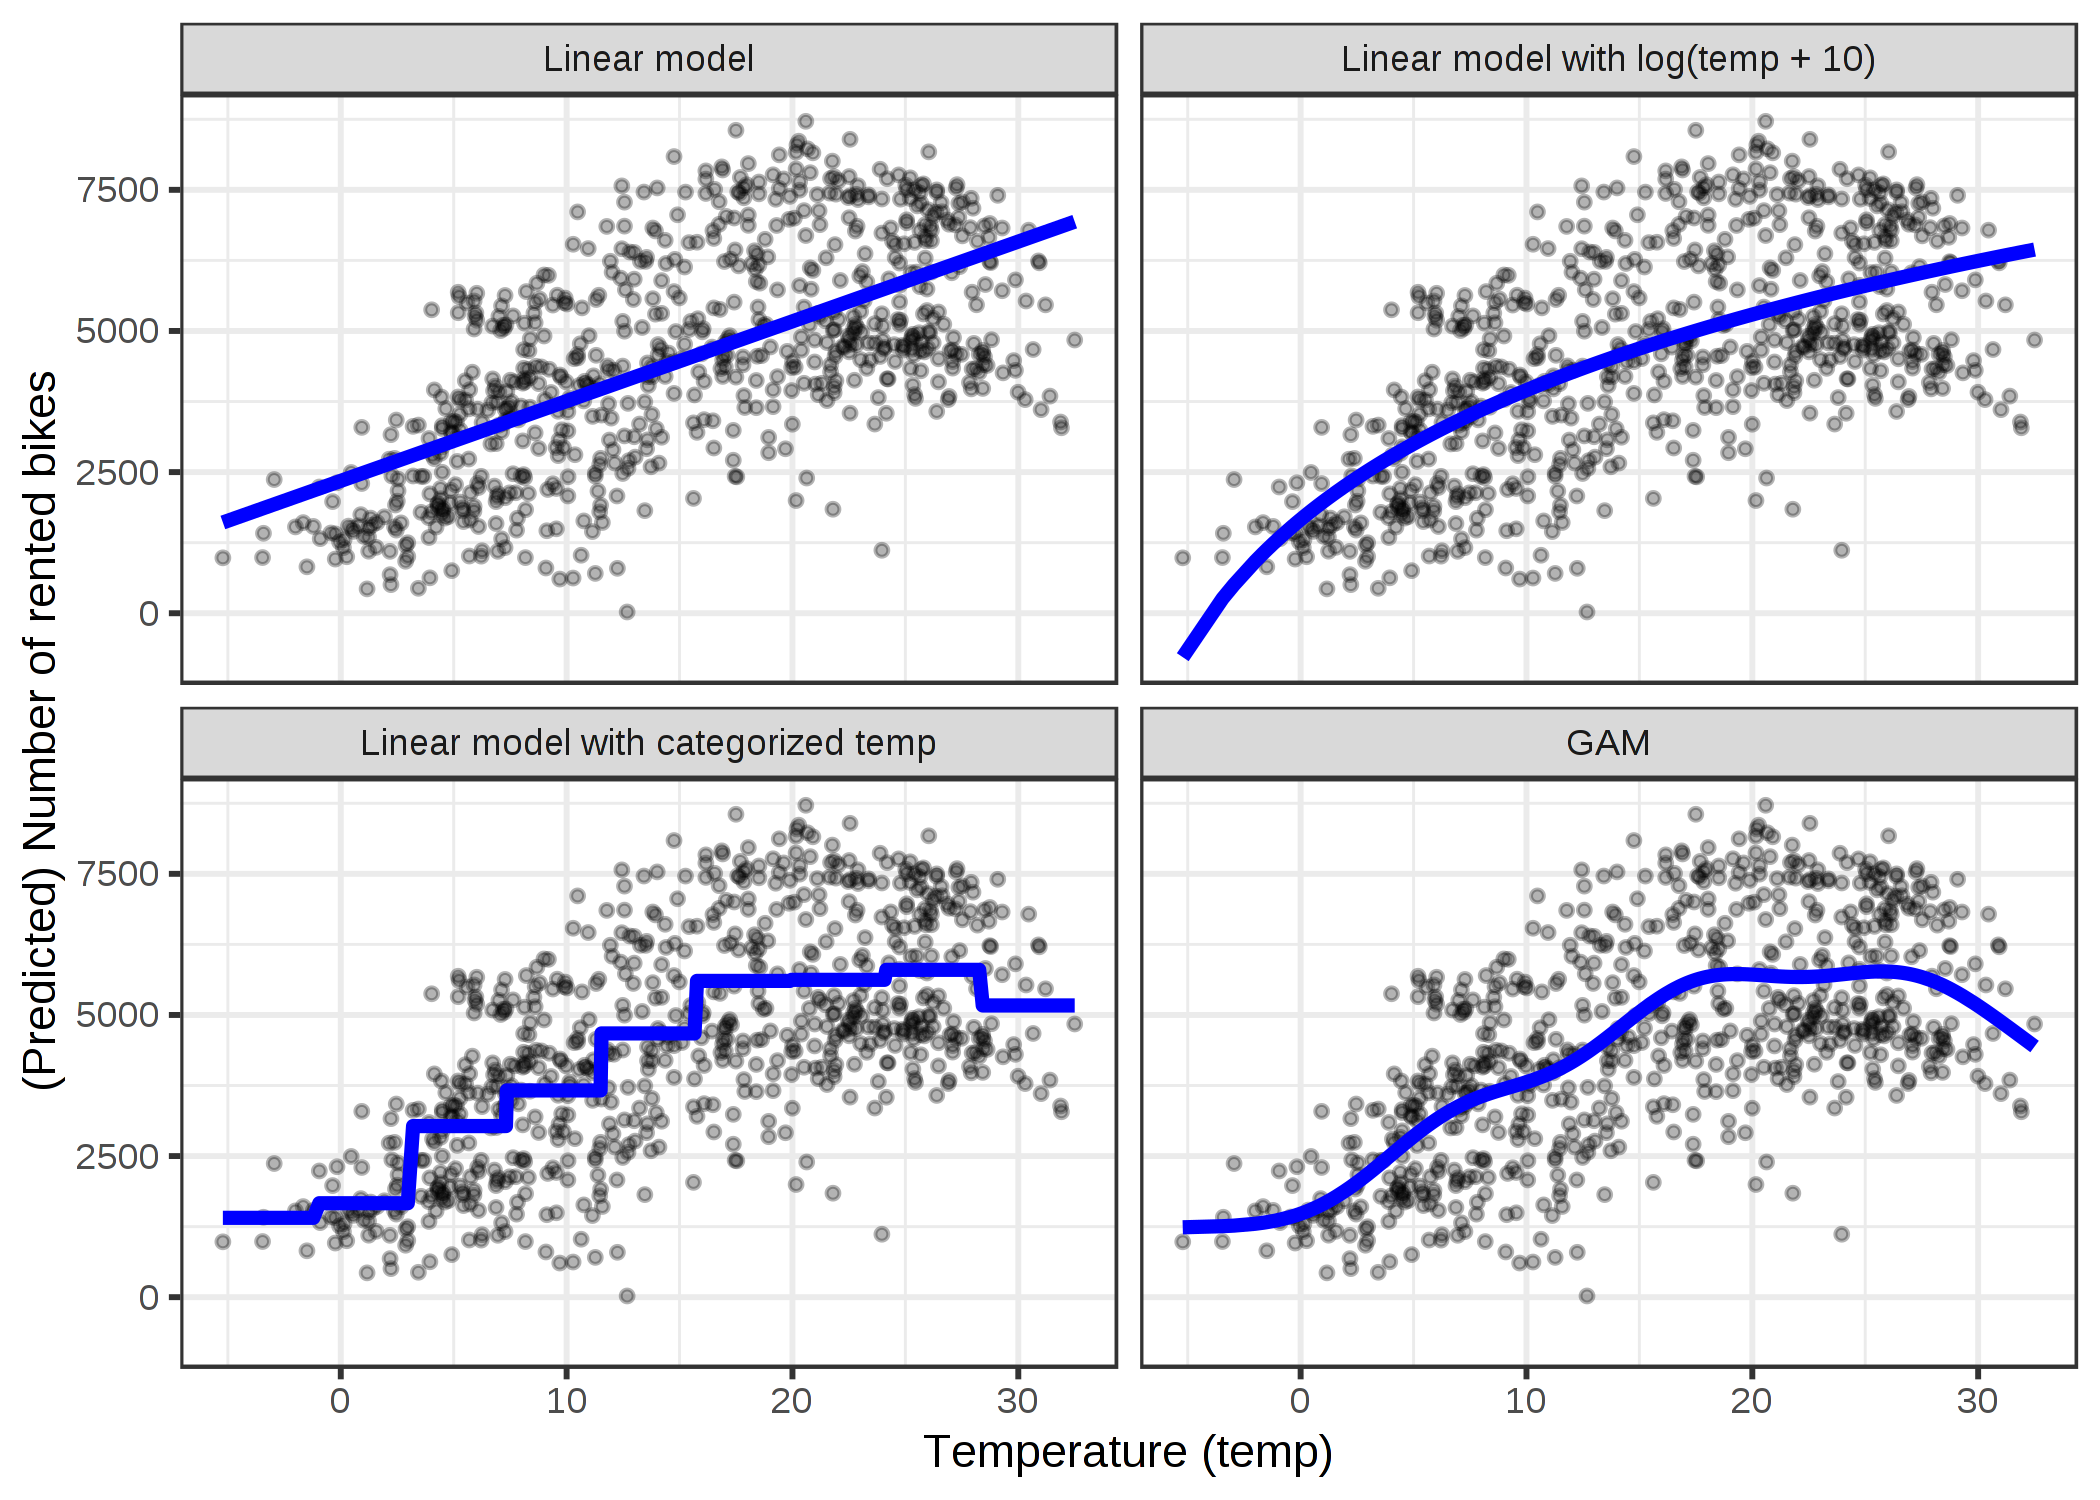 Linear model
Linear model with log(temp + 10)
7500
5000
2500
0
(Predicted) Number of rented bikes
Linear model with categorized temp
GAM
7500
5000
2500
0
0
10
20
30
0
10
20
30
Temperature (temp)